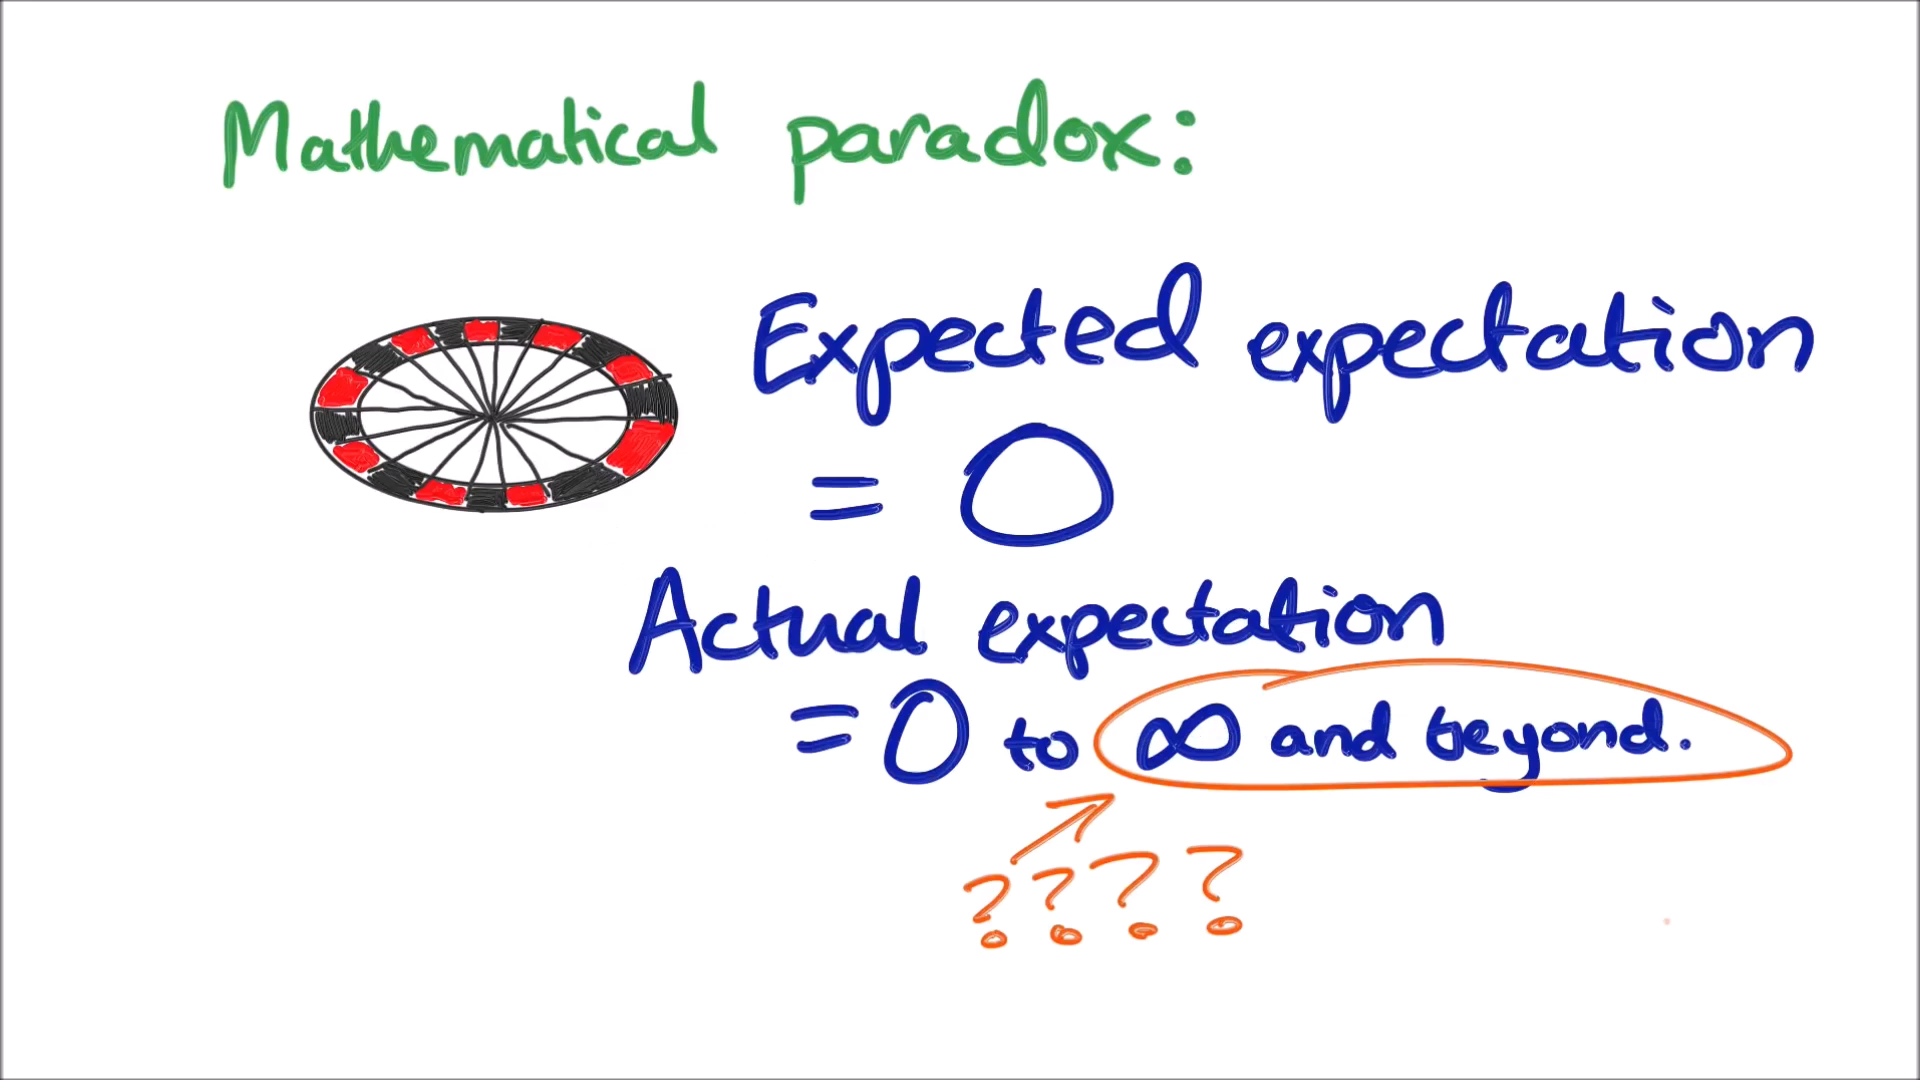 Mathematical paradox:
Expected expectation
= 0
Actual expectation
= 0 to ∞ and beyond.
? ? ? ?